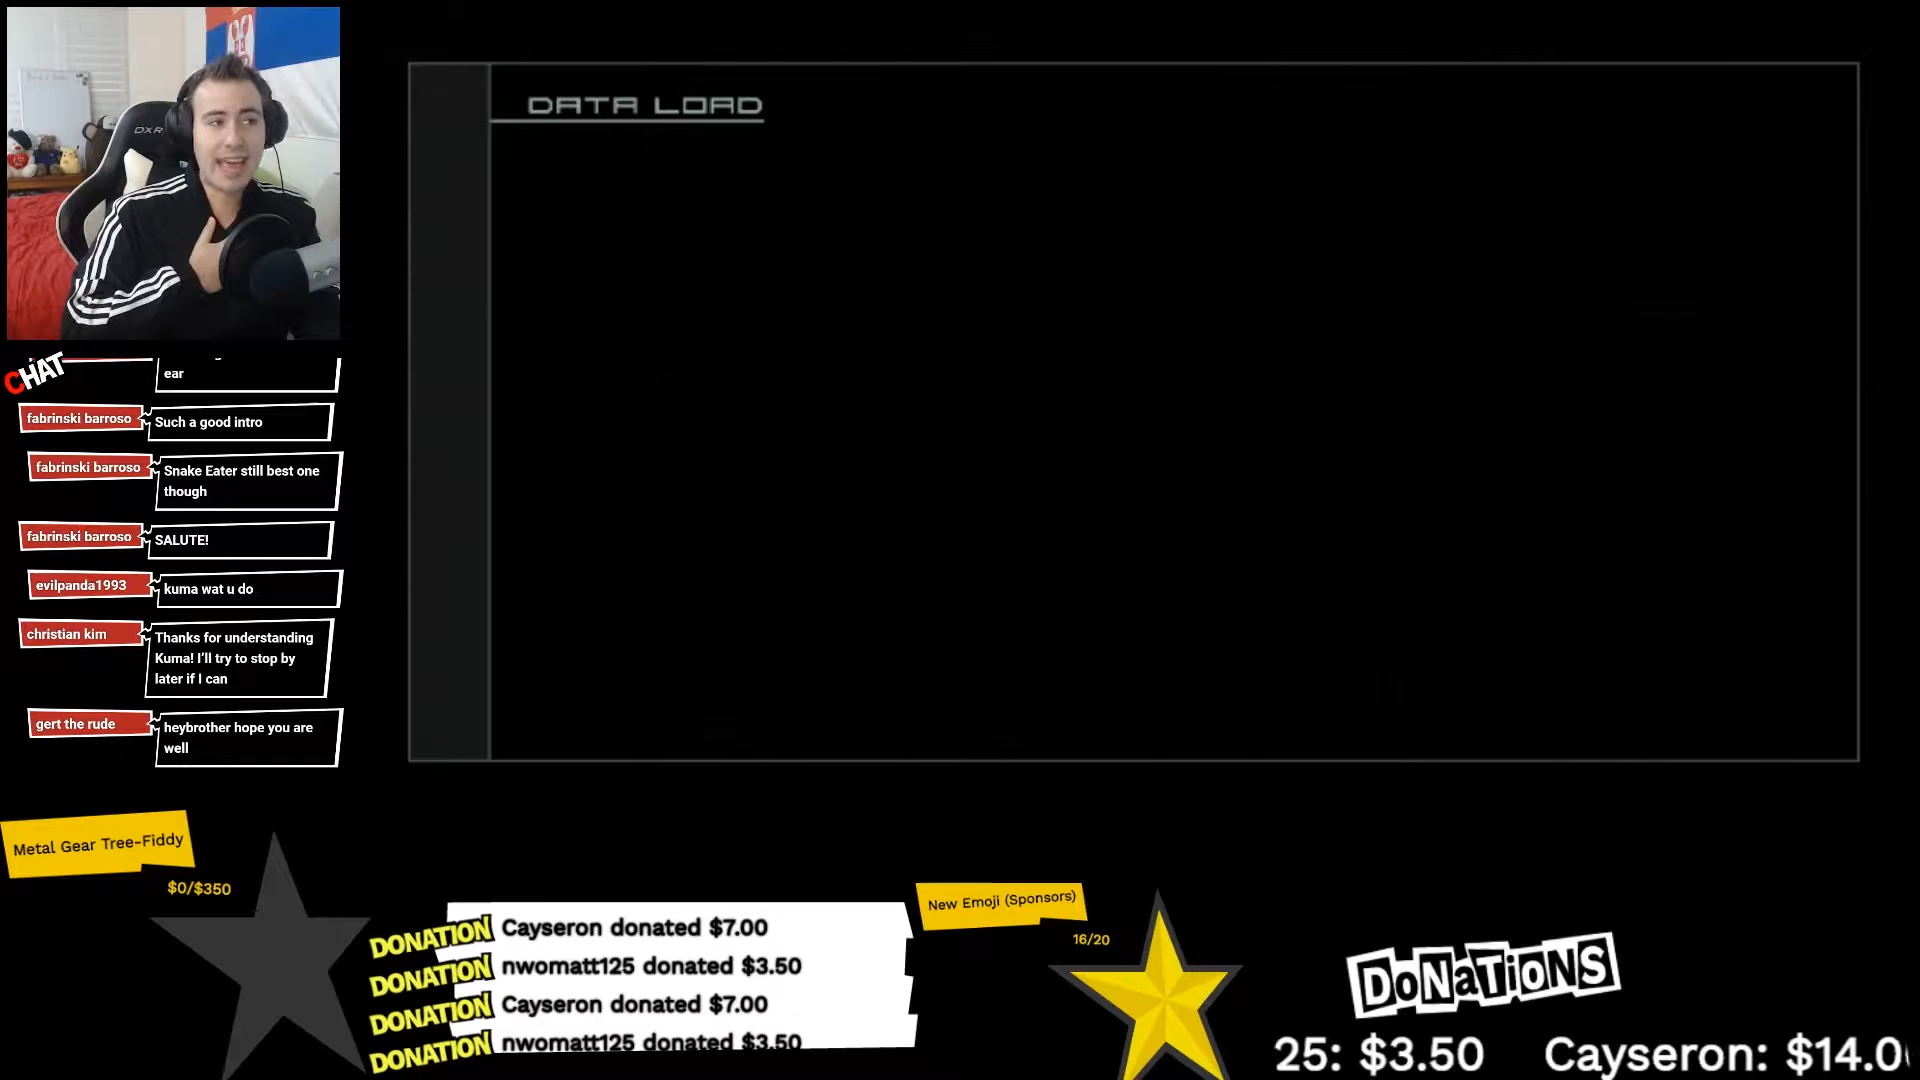 DXR
DATA LOAD
CHAT
ear
fabrinski barroso
Such a good intro
fabrinski barroso
Snake Eater still best one
though
fabrinski barroso
SALUTE!
evilpanda1993
kuma wat u do
christian kim
Thanks for understanding
Kuma! I'll try to stop by
later if I can
gert the rude
heybrother hope you are
well
Metal Gear Tree-Fiddy
$0/$350
DONATION Cayseron donated $7.00
DONATION nwomatt125 donated $3.50
DONATION Cayseron donated $7.00
DONATION nwomatt125 donated $3.50
New Emoji (Sponsors)
16/20
DoNaTioNS
25: $3.50 Cayseron: $14.0